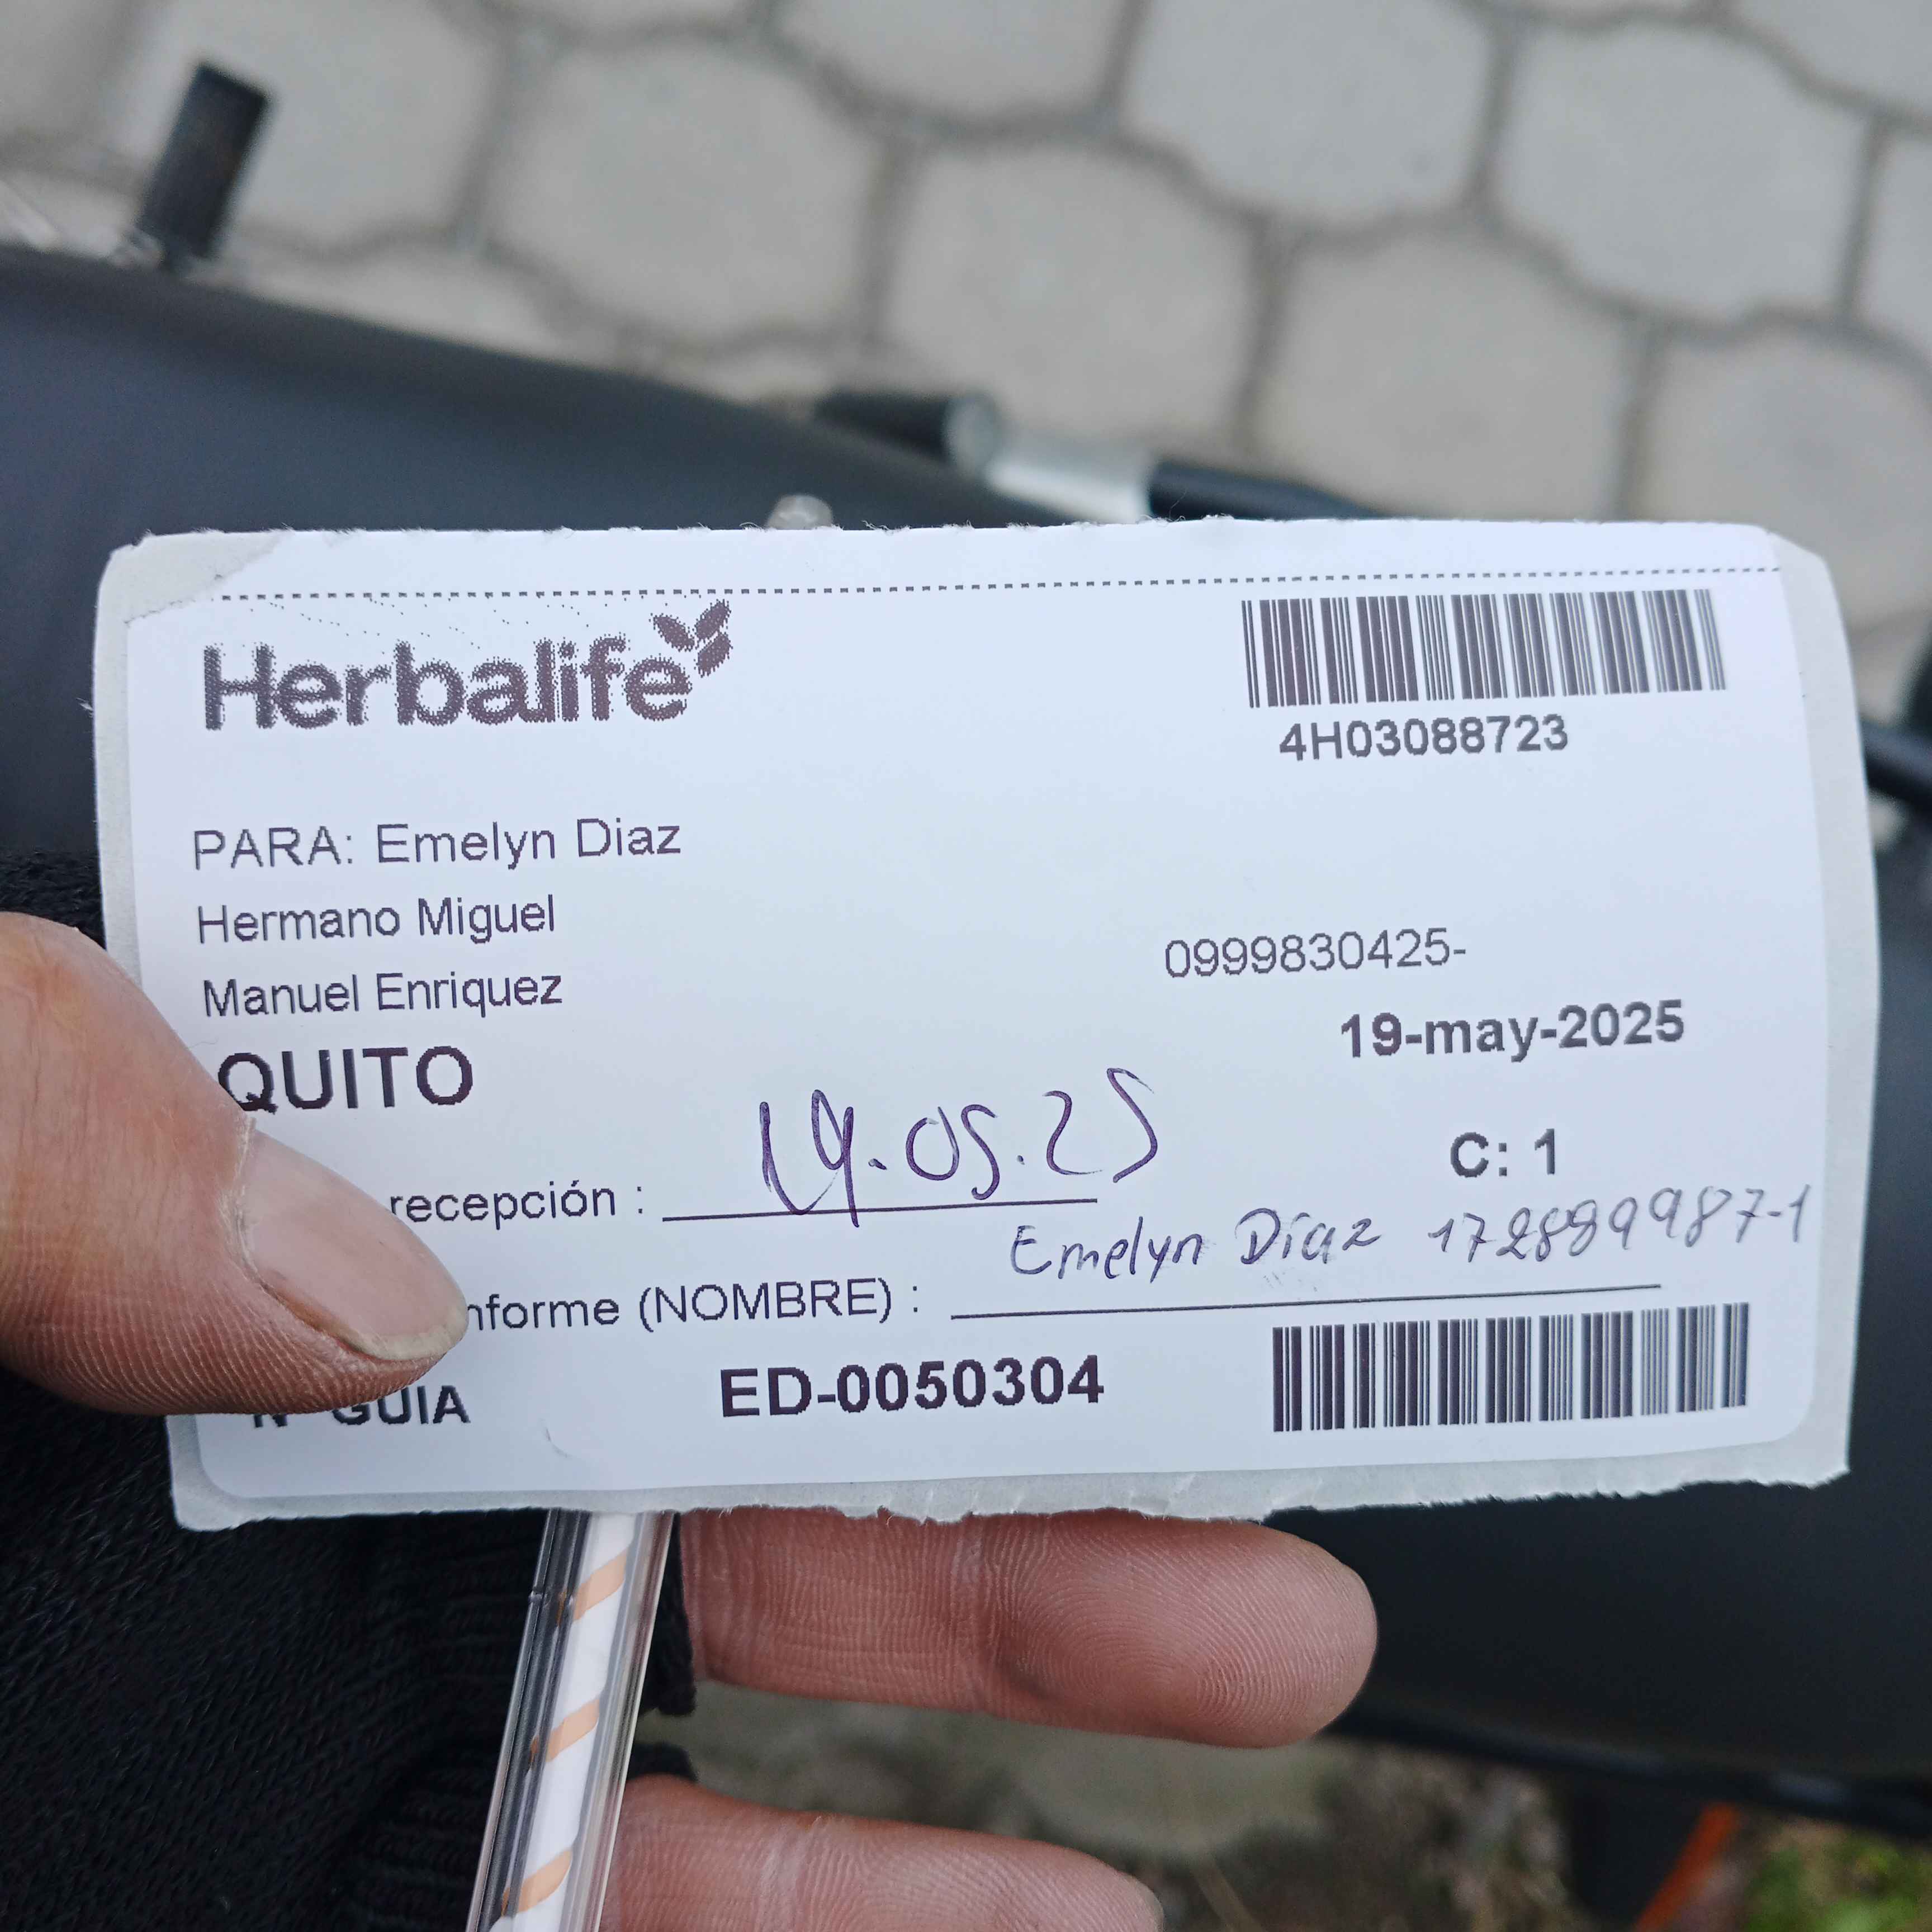 Herbalife
4H03088723
PARA: Emelyn Diaz
Hermano Miguel
Manuel Enriquez
0999830425-
19-may-2025
QUITO
C: 1
recepción : 19.05.25
Emelyn Díaz 172889987-1
nforme (NOMBRE) :
N° GUIA ED-0050304